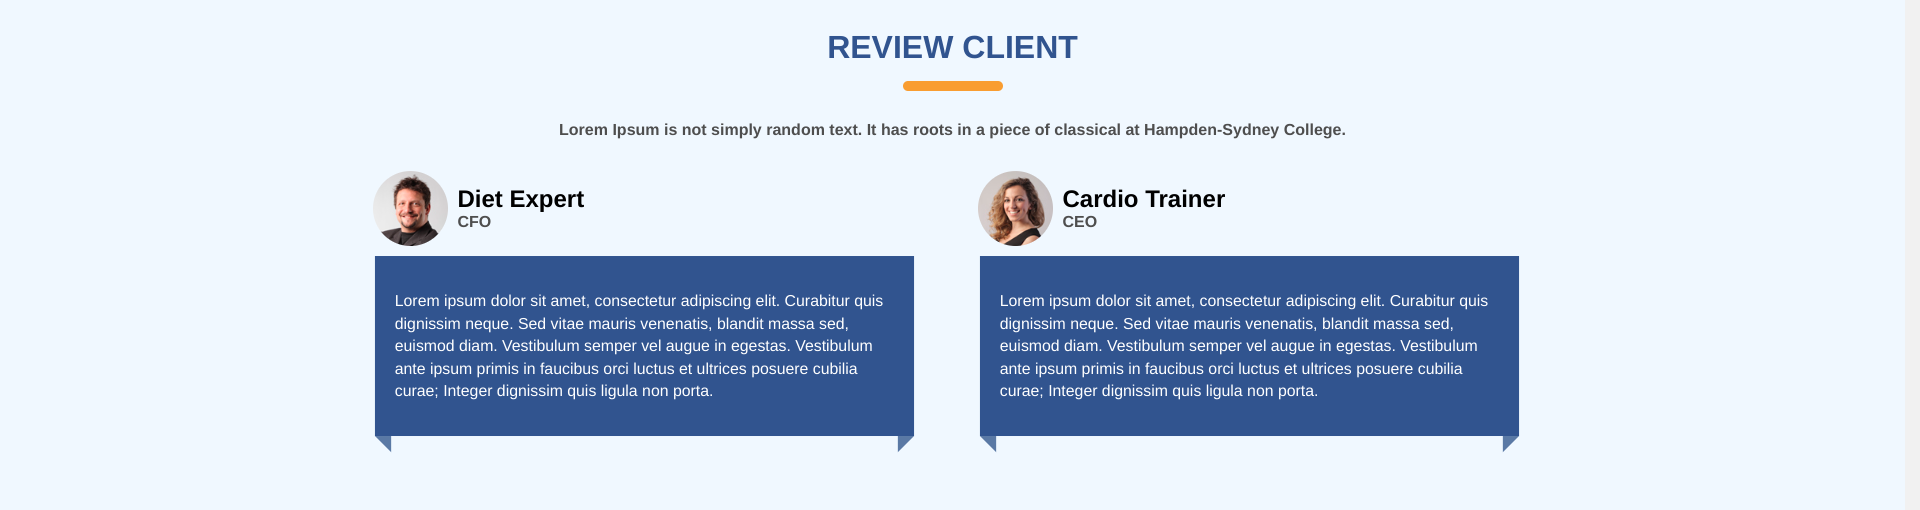 REVIEW CLIENT
Lorem Ipsum is not simply random text. It has roots in a piece of classical at Hampden-Sydney College.
Diet Expert
CFO
Lorem ipsum dolor sit amet, consectetur adipiscing elit. Curabitur quis
dignissim neque. Sed vitae mauris venenatis, blandit massa sed,
euismod diam. Vestibulum semper vel augue in egestas. Vestibulum
ante ipsum primis in faucibus orci luctus et ultrices posuere cubilia
curae; Integer dignissim quis ligula non porta.
Cardio Trainer
CEO
Lorem ipsum dolor sit amet, consectetur adipiscing elit. Curabitur quis
dignissim neque. Sed vitae mauris venenatis, blandit massa sed,
euismod diam. Vestibulum semper vel augue in egestas. Vestibulum
ante ipsum primis in faucibus orci luctus et ultrices posuere cubilia
curae; Integer dignissim quis ligula non porta.